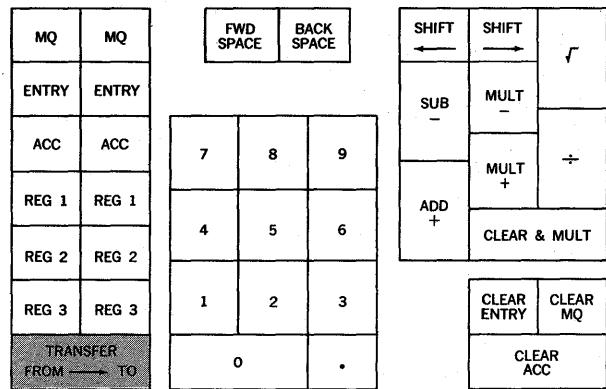 MQ MQ
ENTRY ENTRY
ACC ACC
REG 1 REG 1
REG 2 REG 2
REG 3 REG 3
TRANSFER
FROM → TO
FWD SPACE
BACK SPACE
7 8 9
4 5 6
1 2 3
0 .
SHIFT ←
SHIFT →
√
SUB −
MULT −
÷
MULT +
ADD +
CLEAR & MULT
CLEAR ENTRY
CLEAR MQ
CLEAR ACC